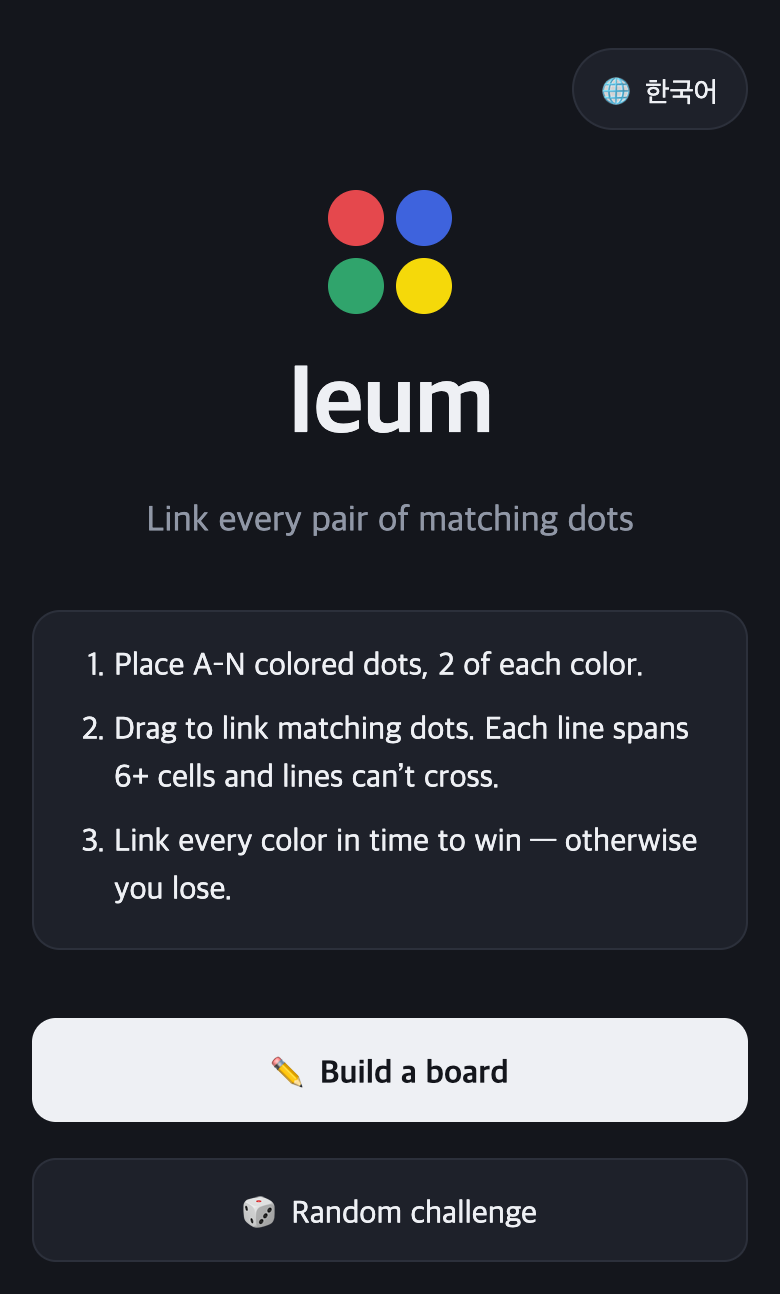 한국어
leum
Link every pair of matching dots
1. Place A-N colored dots, 2 of each color.
2. Drag to link matching dots. Each line spans
6+ cells and lines can’t cross.
3. Link every color in time to win — otherwise
you lose.
Build a board
Random challenge